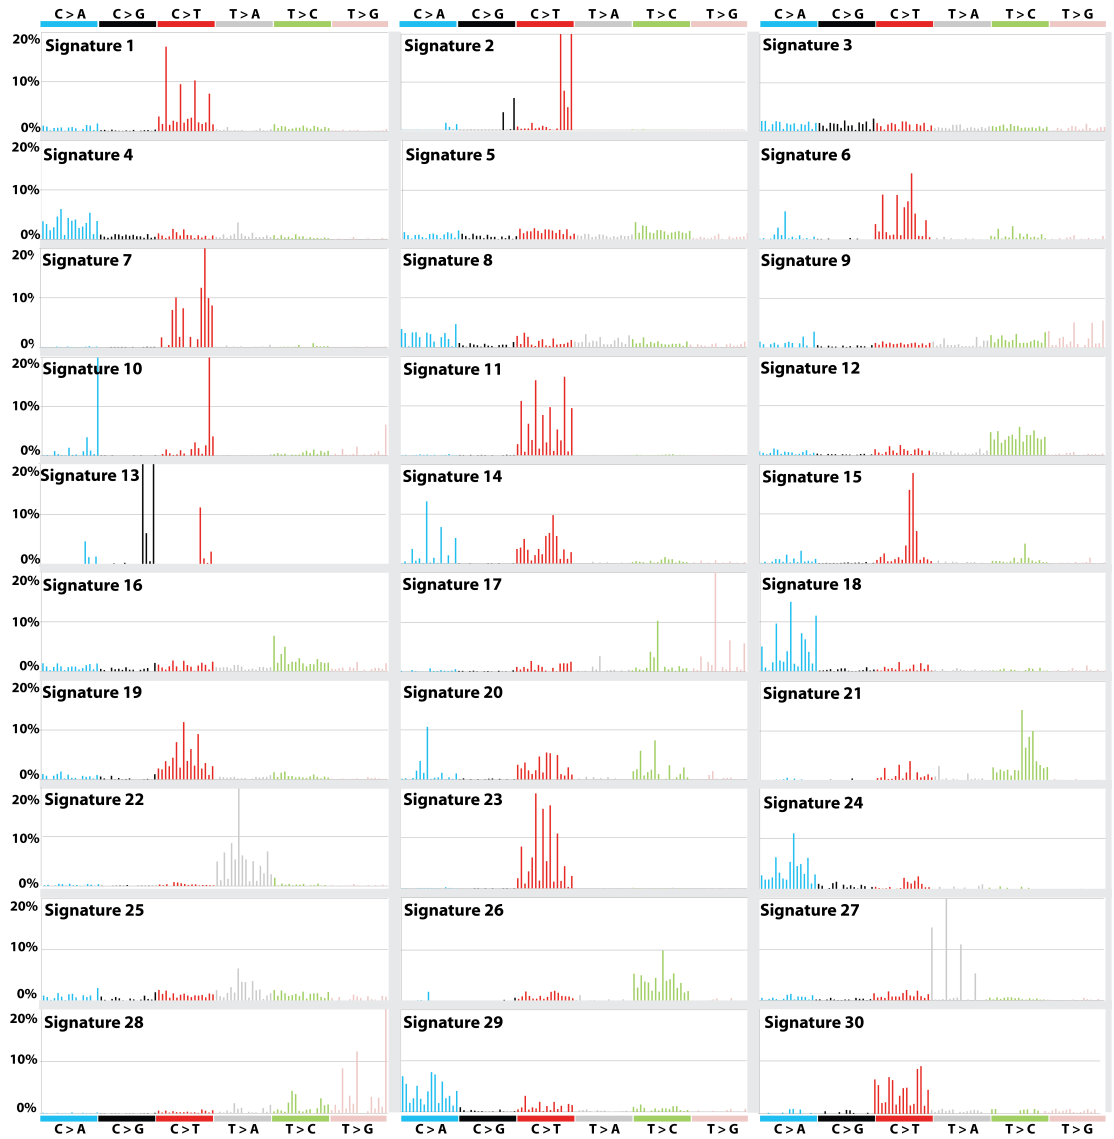 C > A C > G C > T T > A T > C T > G C > A C > G C > T T > A T > C T > G C > A C > G C > T T > A T > C T > G
20% Signature 1 Signature 2 Signature 3
10%
0%
20% Signature 4 Signature 5 Signature 6
10%
0%
20% Signature 7 Signature 8 Signature 9
10%
0%
20% Signature 10 Signature 11 Signature 12
10%
0%
20% Signature 13 Signature 14 Signature 15
10%
0%
20% Signature 16 Signature 17 Signature 18
10%
0%
20% Signature 19 Signature 20 Signature 21
10%
0%
20% Signature 22 Signature 23 Signature 24
10%
0%
20% Signature 25 Signature 26 Signature 27
10%
0%
20% Signature 28 Signature 29 Signature 30
10%
0%
C > A C > G C > T T > A T > C T > G C > A C > G C > T T > A T > C T > G C > A C > G C > T T > A T > C T > G